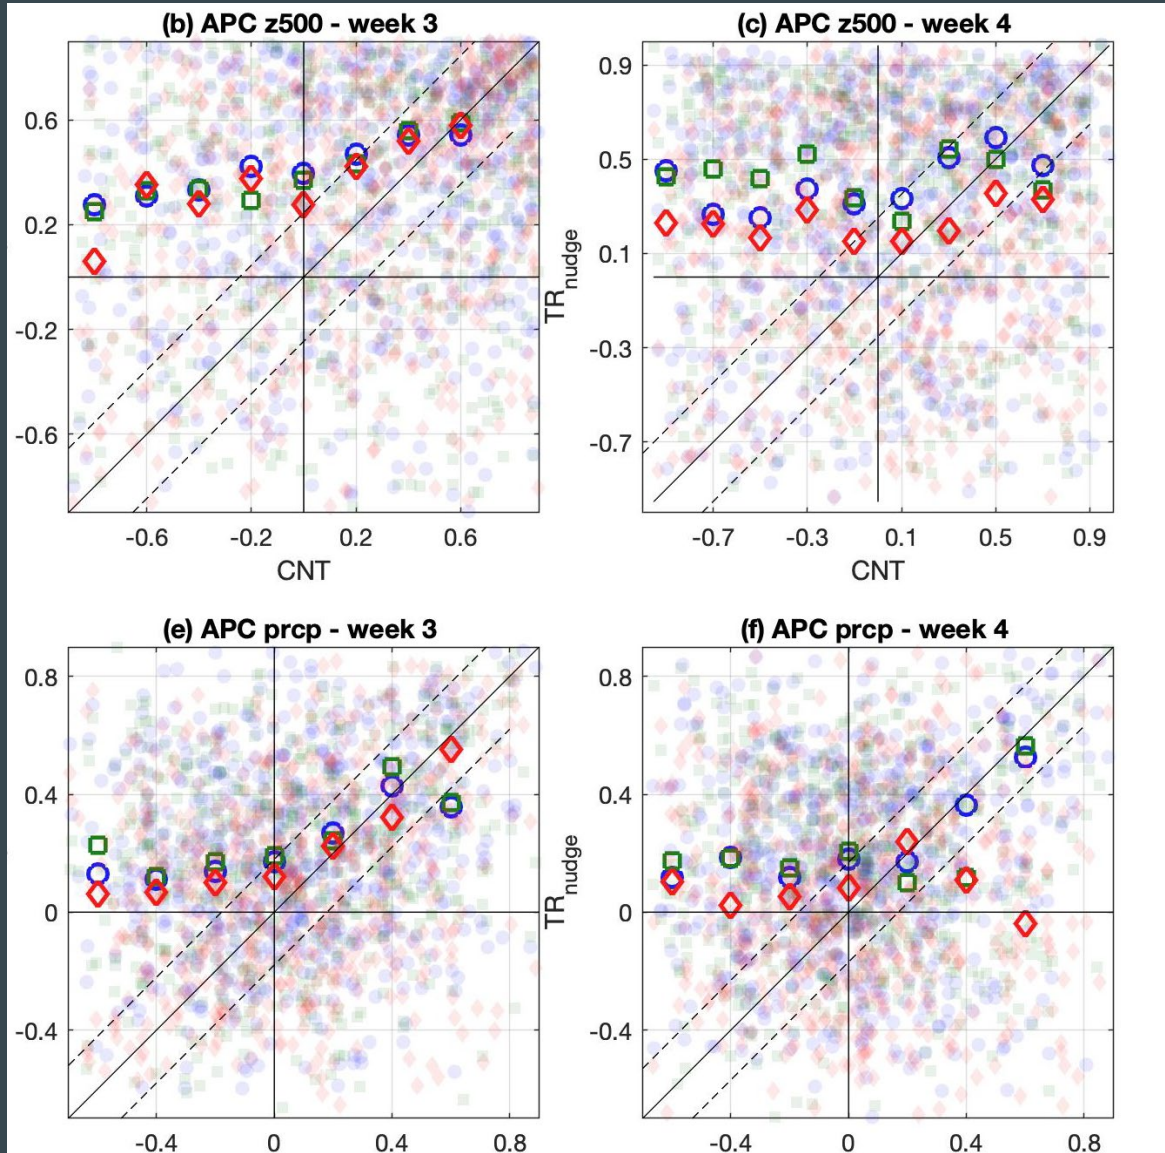 (b) APC z500 - week 3
0.6
0.2
-0.2
-0.6
-0.6 -0.2 0.2 0.6
CNT
(c) APC z500 - week 4
TRnudge
0.9
0.5
0.1
-0.3
-0.7
-0.7 -0.3 0.1 0.5 0.9
CNT
(e) APC prcp - week 3
0.8
0.4
0
-0.4
-0.4 0 0.4 0.8
(f) APC prcp - week 4
TRnudge
0.8
0.4
0
-0.4
-0.4 0 0.4 0.8